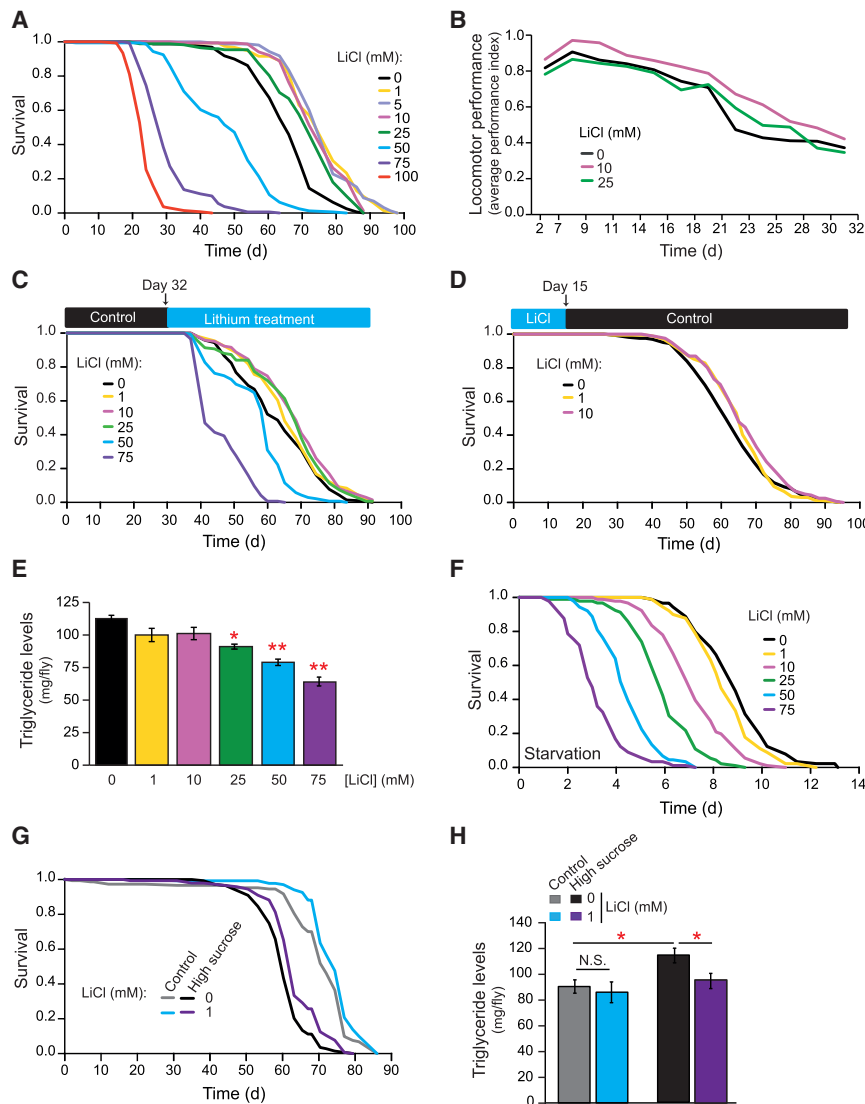 A
LiCl (mM):
0
1
5
10
25
50
75
100
Survival
1.0
0.8
0.6
0.4
0.2
0.0
0 10 20 30 40 50 60 70 80 90 100
Time (d)
B
Locomotor performance
(average performance index)
1.0
0.8
0.6
0.4
0.2
0.0
LiCl (mM)
0
10
25
2 7 9 11 14 16 18 21 22 24 28 30 32
Time (d)
C
Day 32
Control
Lithium treatment
LiCl (mM):
0
1
10
25
50
75
Survival
1.0
0.8
0.6
0.4
0.2
0.0
0 10 20 30 40 50 60 70 80 90 100
Time (d)
D
Day 15
LiCl
Control
LiCl (mM):
0
1
10
Survival
1.0
0.8
0.6
0.4
0.2
0.0
0 10 20 30 40 50 60 70 80 90 100
Time (d)
E
Triglyceride levels
(mg/fly)
125
100
75
50
25
0
* ** **
0 1 10 25 50 75 [LiCl] (mM)
F
LiCl (mM)
0
1
10
25
50
75
Survival
1.0
0.8
0.6
0.4
0.2
0.0
Starvation
0 2 4 6 8 10 12 14
Time (d)
G
Survival
1.0
0.8
0.6
0.4
0.2
0.0
Control
High sucrose
LiCl (mM):
0
1
0 10 20 30 40 50 60 70 80 90
Time (d)
H
Control
High sucrose
0
1
LiCl (mM)
Triglyceride levels
(mg/fly)
140
120
100
80
60
40
20
0
* *
N.S.